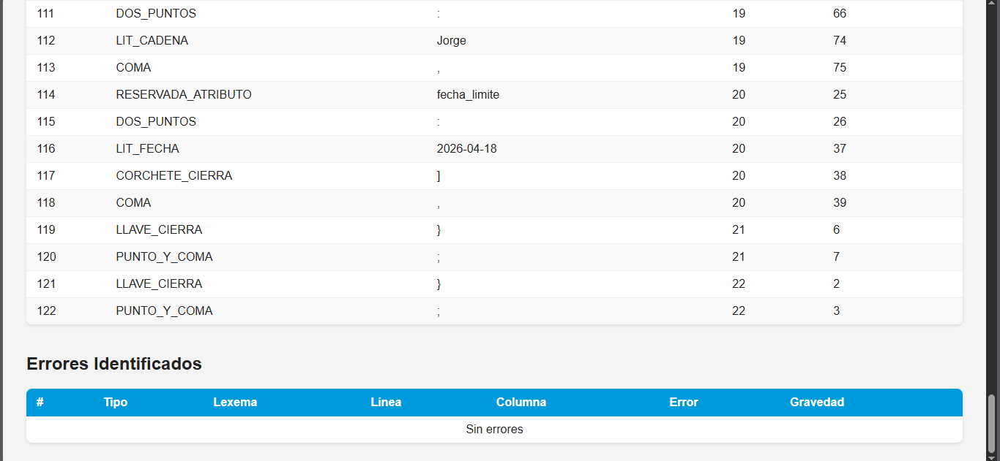 111 DOS_PUNTOS : 19 66
112 LIT_CADENA Jorge 19 74
113 COMA , 19 75
114 RESERVADA_ATRIBUTO fecha_limite 20 25
115 DOS_PUNTOS : 20 26
116 LIT_FECHA 2026-04-18 20 37
117 CORCHETE_CIERRA ] 20 38
118 COMA , 20 39
119 LLAVE_CIERRA } 21 6
120 PUNTO_Y_COMA ; 21 7
121 LLAVE_CIERRA } 22 2
122 PUNTO_Y_COMA ; 22 3
Errores Identificados
# Tipo Lexema Línea Columna Error Gravedad
Sin errores